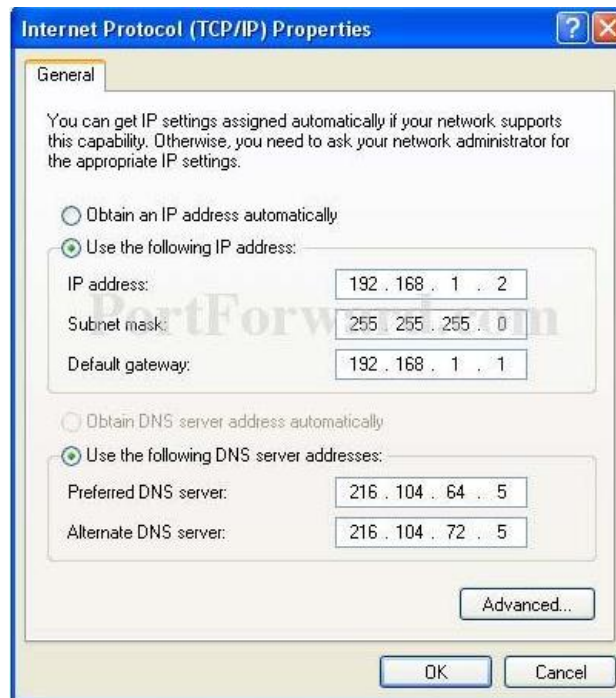 Internet Protocol (TCP/IP) Properties
General
You can get IP settings assigned automatically if your network supports
this capability. Otherwise, you need to ask your network administrator for
the appropriate IP settings.
Obtain an IP address automatically
Use the following IP address:
IP address: 192 . 168 . 1 . 2
PortForward.com
Subnet mask: 255 . 255 . 255 . 0
Default gateway: 192 . 168 . 1 . 1
Obtain DNS server address automatically
Use the following DNS server addresses:
Preferred DNS server: 216 . 104 . 64 . 5
Alternate DNS server: 216 . 104 . 72 . 5
Advanced...
OK Cancel